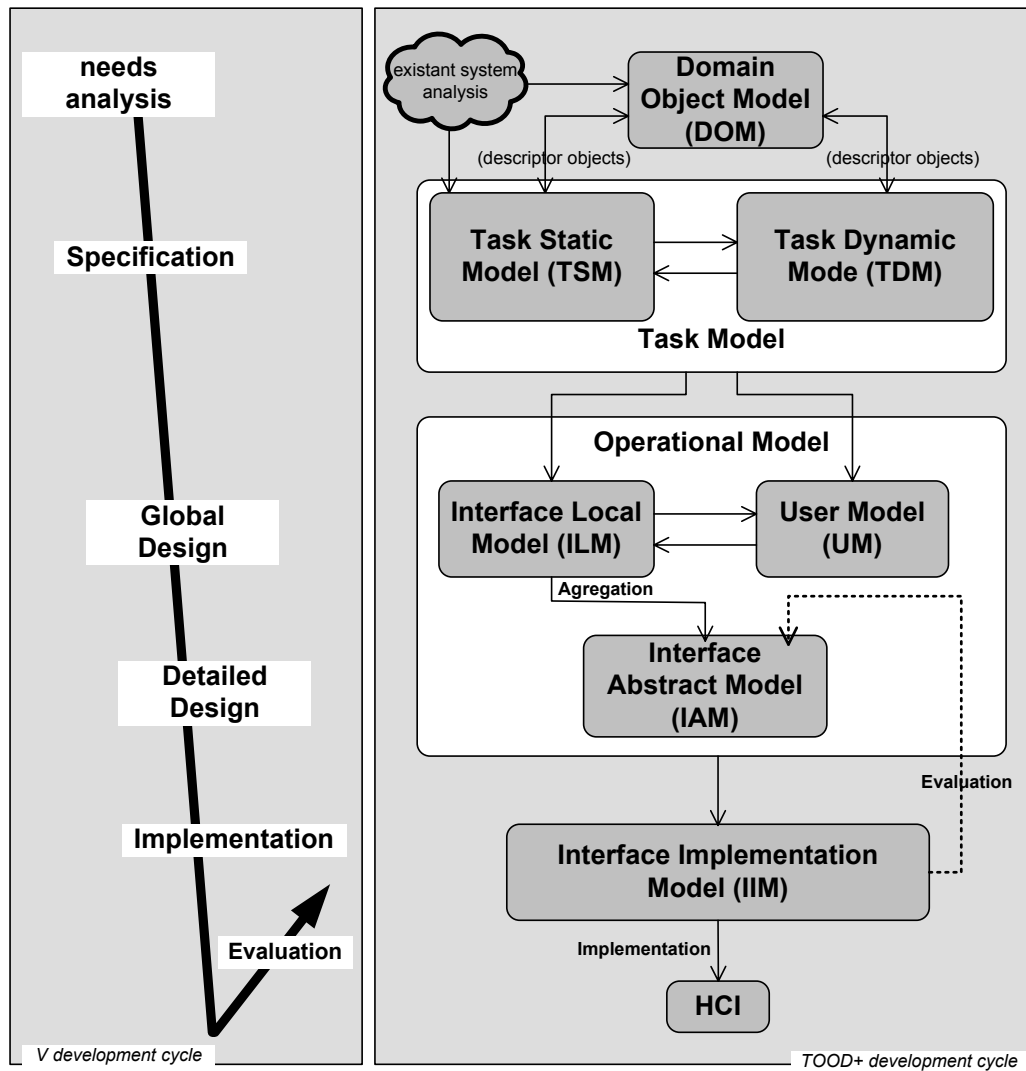 needs
analysis
Specification
Global
Design
Detailed
Design
Implementation
Evaluation
V development cycle
existant system
analysis
Domain
Object Model
(DOM)
(descriptor objects)
(descriptor objects)
Task Static
Model (TSM)
Task Dynamic
Mode (TDM)
Task Model
Operational Model
Interface Local
Model (ILM)
User Model
(UM)
Agregation
Interface
Abstract Model
(IAM)
Evaluation
Interface Implementation
Model (IIM)
Implementation
HCI
TOOD+ development cycle